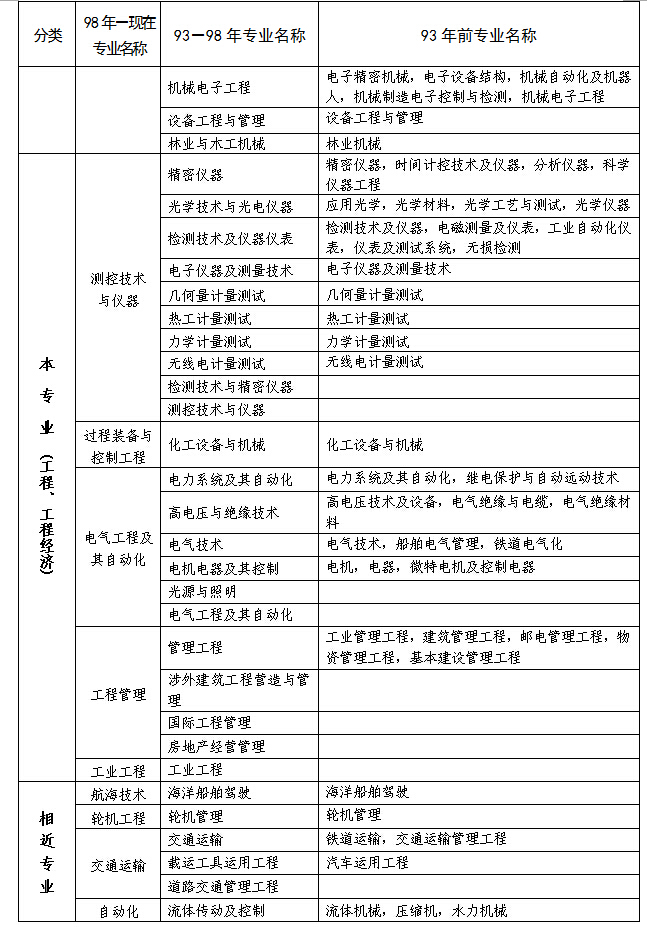 分类
98年—现在
专业名称
93—98年专业名称
93年前专业名称
机械电子工程
电子精密机械，电子设备结构，机械自动化及机器
人，机械制造电子控制与检测，机械电子工程
设备工程与管理
设备工程与管理
林业与木工机械
林业机械
本专业（工程、工程经济）
测控技术
与仪器
精密仪器
精密仪器，时间计控技术及仪器，分析仪器，科学
仪器工程
光学技术与光电仪器
应用光学，光学材料，光学工艺与测试，光学仪器
检测技术及仪器仪表
检测技术及仪器，电磁测量及仪表，工业自动化仪
表，仪表及测试系统，无损检测
电子仪器及测量技术
电子仪器及测量技术
几何量计量测试
几何量计量测试
热工计量测试
热工计量测试
力学计量测试
力学计量测试
无线电计量测试
无线电计量测试
检测技术与精密仪器
测控技术与仪器
过程装备与
控制工程
化工设备与机械
化工设备与机械
电气工程及
其自动化
电力系统及其自动化
电力系统及其自动化，继电保护与自动远动技术
高电压与绝缘技术
高电压技术及设备，电气绝缘与电缆，电气绝缘材
料
电气技术
电气技术，船舶电气管理，铁道电气化
电机电器及其控制
电机，电器，微特电机及控制电器
光源与照明
电气工程及其自动化
工程管理
管理工程
工业管理工程，建筑管理工程，邮电管理工程，物
资管理工程，基本建设管理工程
涉外建筑工程营造与管
理
国际工程管理
房地产经营管理
工业工程
工业工程
相近专业
航海技术
海洋船舶驾驶
海洋船舶驾驶
轮机工程
轮机管理
轮机管理
交通运输
交通运输
铁道运输，交通运输管理工程
载运工具运用工程
汽车运用工程
道路交通管理工程
自动化
流体传动及控制
流体机械，压缩机，水力机械